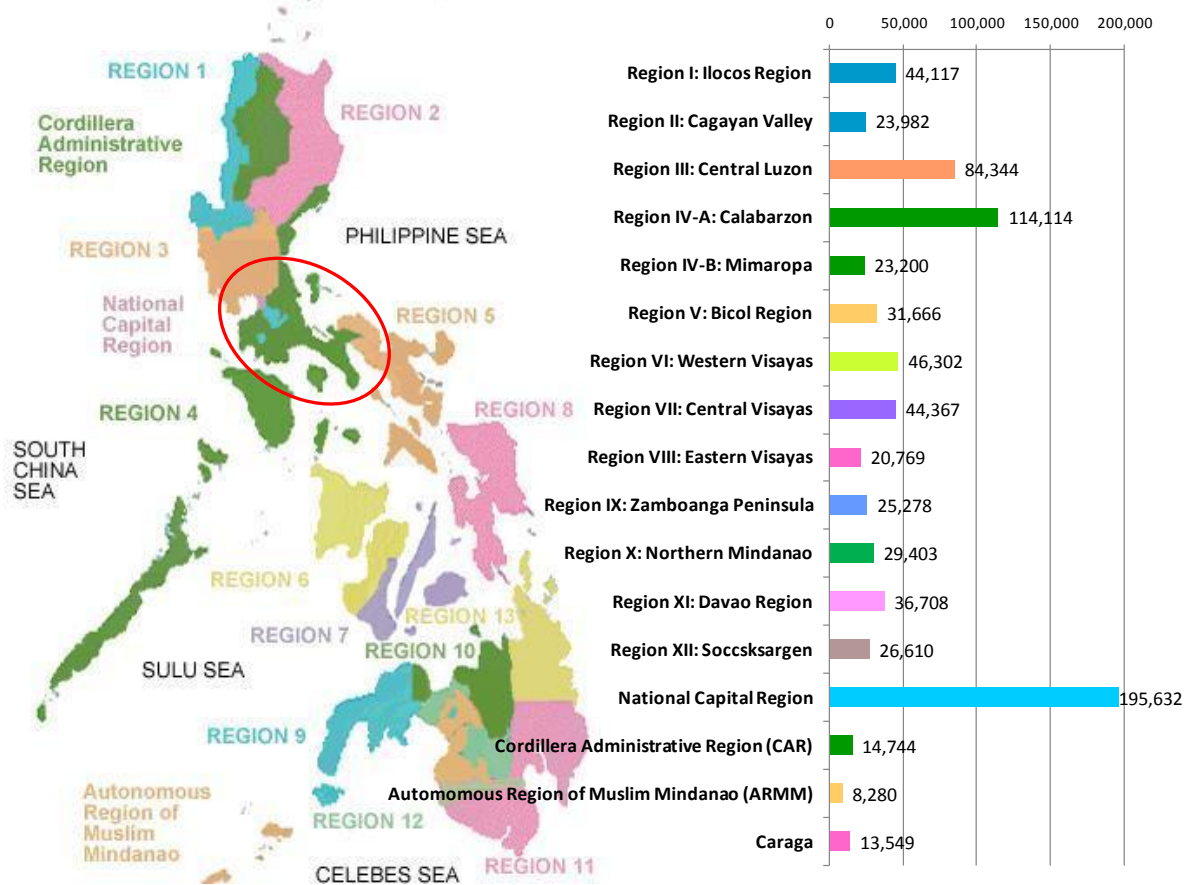 REGION 1
REGION 2
Cordillera
Administrative
Region
PHILIPPINE SEA
REGION 3
National
Capital
Region
REGION 5
REGION 4
REGION 8
SOUTH
CHINA
SEA
REGION 6
REGION 13
REGION 7
REGION 10
SULU SEA
REGION 9
Autonomous
Region of
Muslim
Mindanao
REGION 12
REGION 11
CELEBES SEA
0 50,000 100,000 150,000 200,000
Region I: Ilocos Region 44,117
Region II: Cagayan Valley 23,982
Region III: Central Luzon 84,344
Region IV-A: Calabarzon 114,114
Region IV-B: Mimaropa 23,200
Region V: Bicol Region 31,666
Region VI: Western Visayas 46,302
Region VII: Central Visayas 44,367
Region VIII: Eastern Visayas 20,769
Region IX: Zamboanga Peninsula 25,278
Region X: Northern Mindanao 29,403
Region XI: Davao Region 36,708
Region XII: Soccsksargen 26,610
National Capital Region 195,632
Cordillera Administrative Region (CAR) 14,744
Automomous Region of Muslim Mindanao (ARMM) 8,280
Caraga 13,549